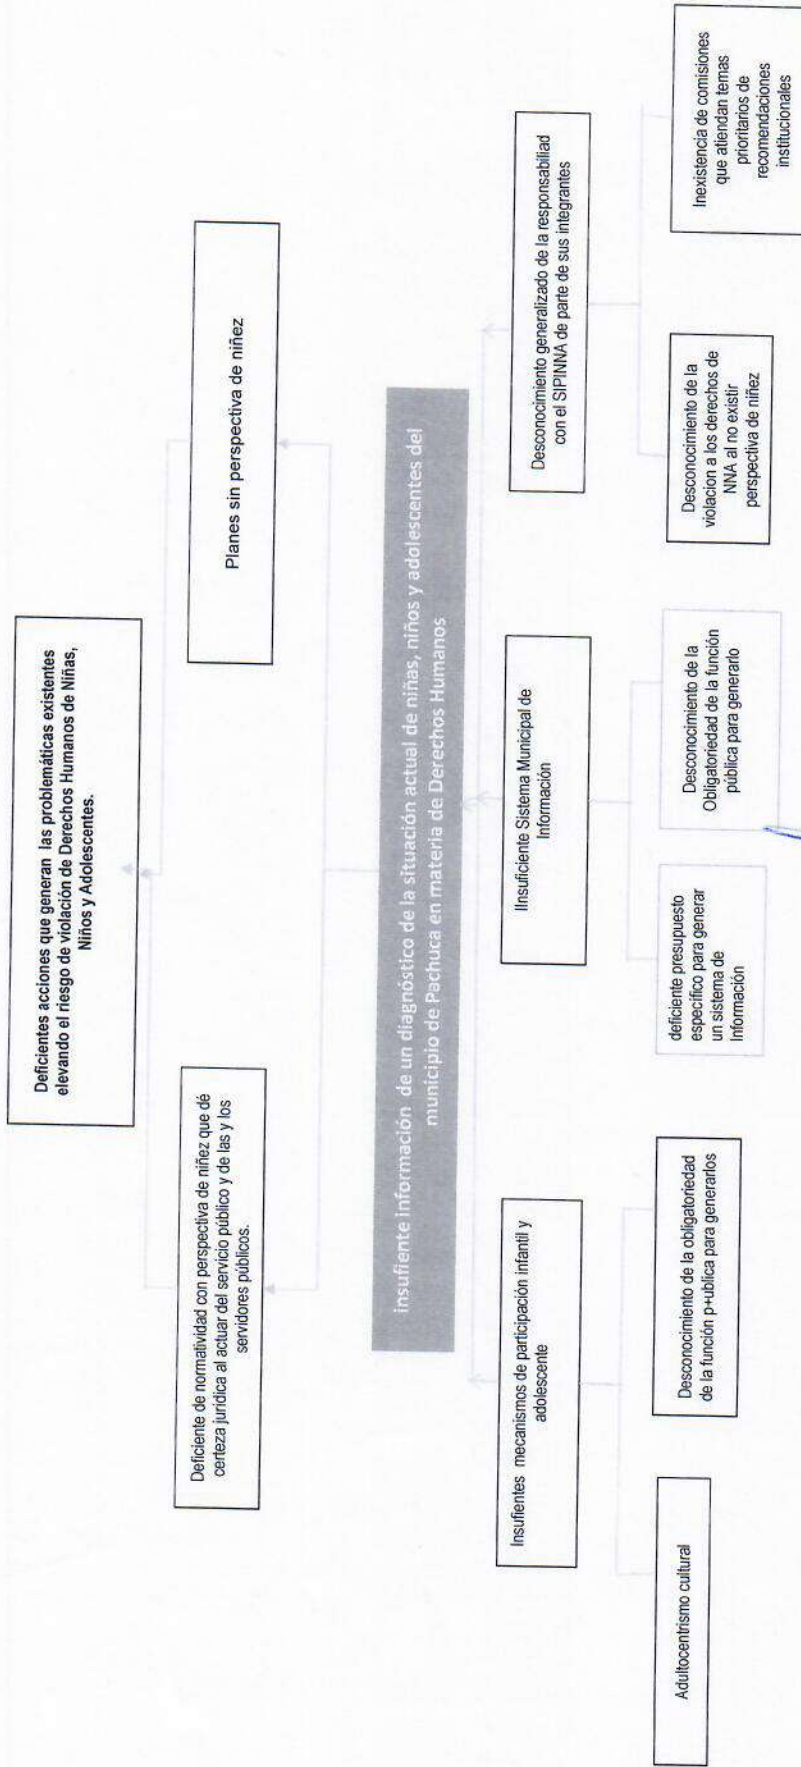 Deficientes acciones que generan las problemáticas existentes
elevando el riesgo de violación de Derechos Humanos de Niñas,
Niños y Adolescentes.
Deficiente de normatividad con perspectiva de niñez que dé
certeza jurídica al actuar del servicio público y de las y los
servidores públicos.
Planes sin perspectiva de niñez
insufiente información de un diagnóstico de la situación actual de niñas, niños y adolescentes del
municipio de Pachuca en materia de Derechos Humanos
Insufientes mecanismos de participación infantil y
adolescente
IInsuficiente Sistema Municipal de
Información
Desconocimiento generalizado de la responsabiliad
con el SIPINNA de parte de sus integrantes
Adultocentrismo cultural
Desconocimiento de la obligatoriedad
de la función p+ublica para generarlos
deficiente presupuesto
especifico para generar
un sistema de
Información
Desconocimiento de la
Obligatoriedad de la función
pública para generarlo
Desconocimiento de la
violacion a los derechos de
NNA al no existir
perspectiva de niñez
Inexistencia de comisiones
que atiendan temas
prioritarios de
recomendaciones
institucionales